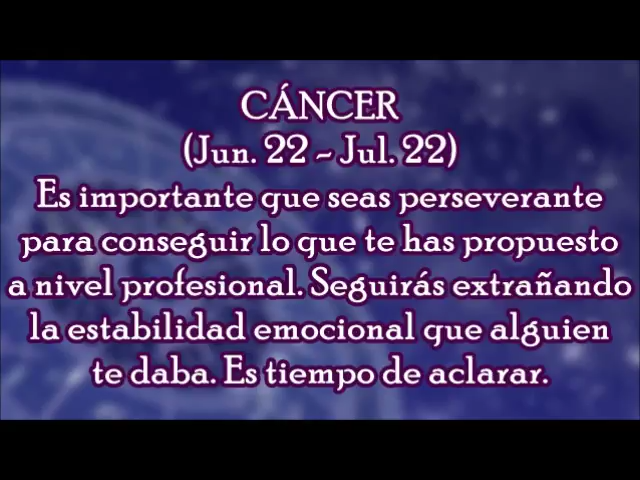 CÁNCER
(Jun. 22 - Jul. 22)
Es importante que seas perseverante
para conseguir lo que te has propuesto
a nivel profesional. Seguirás extrañando
la estabilidad emocional que alguien
te daba. Es tiempo de aclarar.